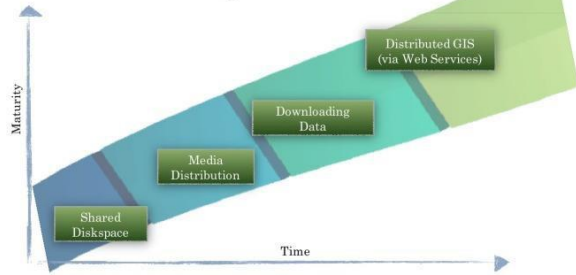 Distributed GIS
(via Web Services)
Downloading
Data
Media
Distribution
Shared
Diskspace
Maturity
Time